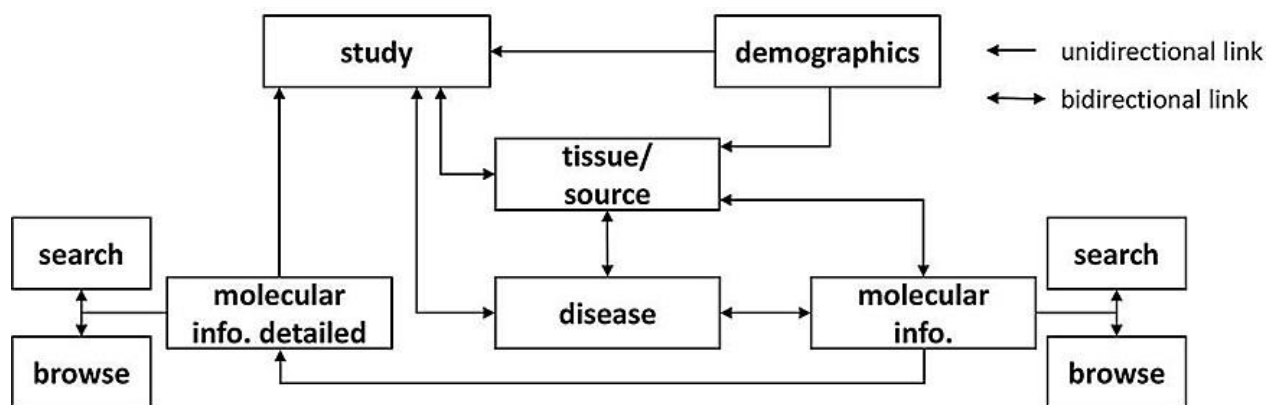 study
demographics
unidirectional link
bidirectional link
tissue/
source
search
browse
molecular
info. detailed
disease
molecular
info.
search
browse